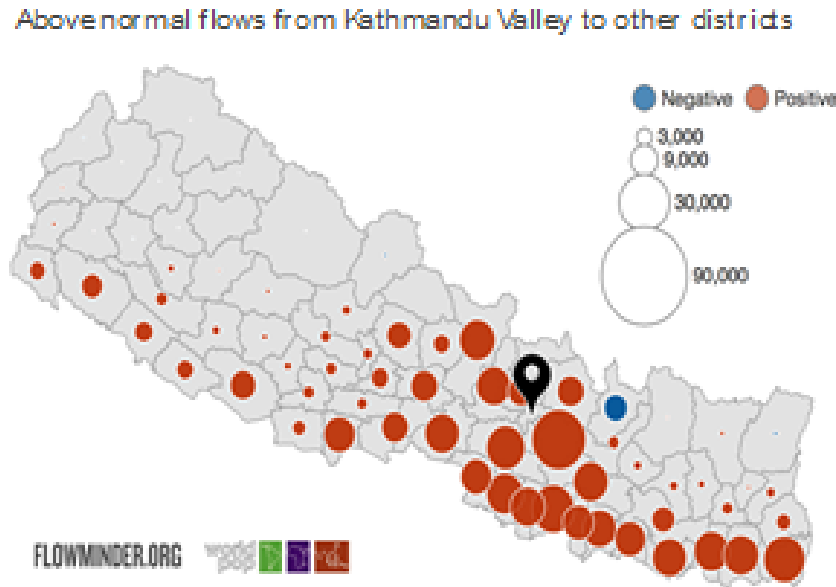 Above normal flows from Kathmandu Valley to other districts
Negative Positive
3,000
9,000
30,000
90,000
FLOWMINDER.ORG